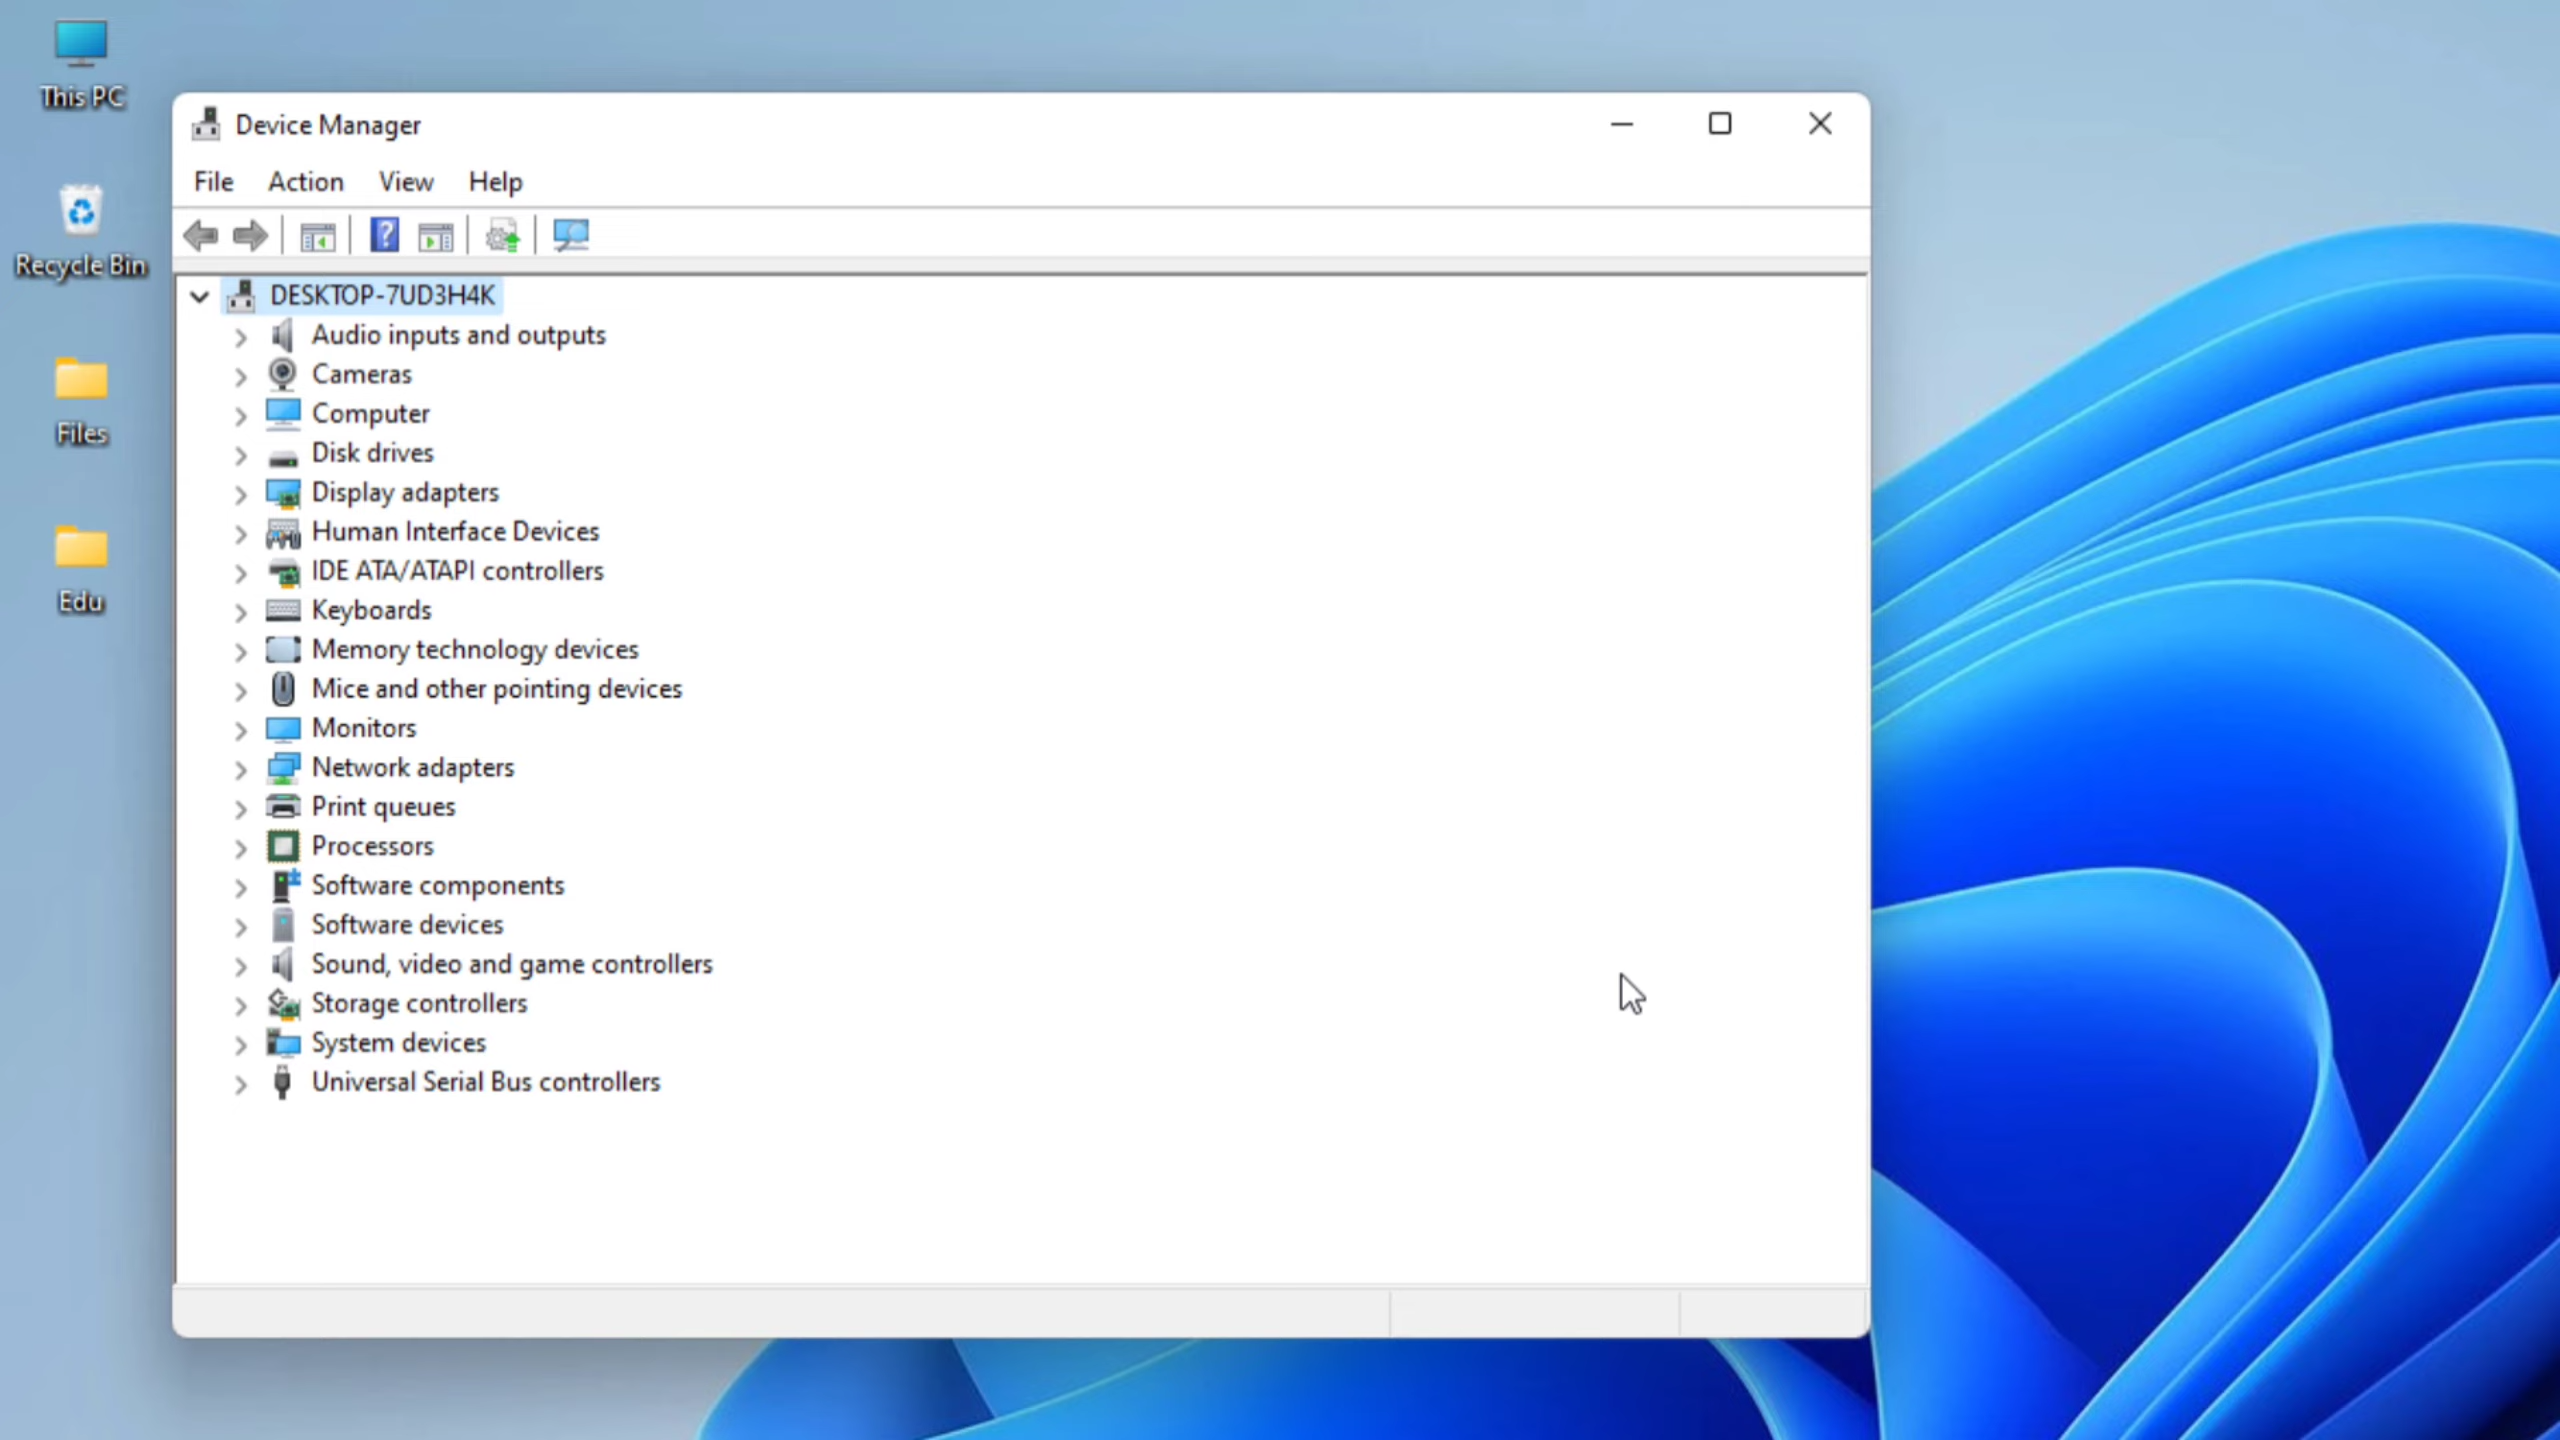 This PC
Recycle Bin
Files
Edu
Device Manager
File Action View Help
DESKTOP-7UD3H4K
Audio inputs and outputs
Cameras
Computer
Disk drives
Display adapters
Human Interface Devices
IDE ATA/ATAPI controllers
Keyboards
Memory technology devices
Mice and other pointing devices
Monitors
Network adapters
Print queues
Processors
Software components
Software devices
Sound, video and game controllers
Storage controllers
System devices
Universal Serial Bus controllers